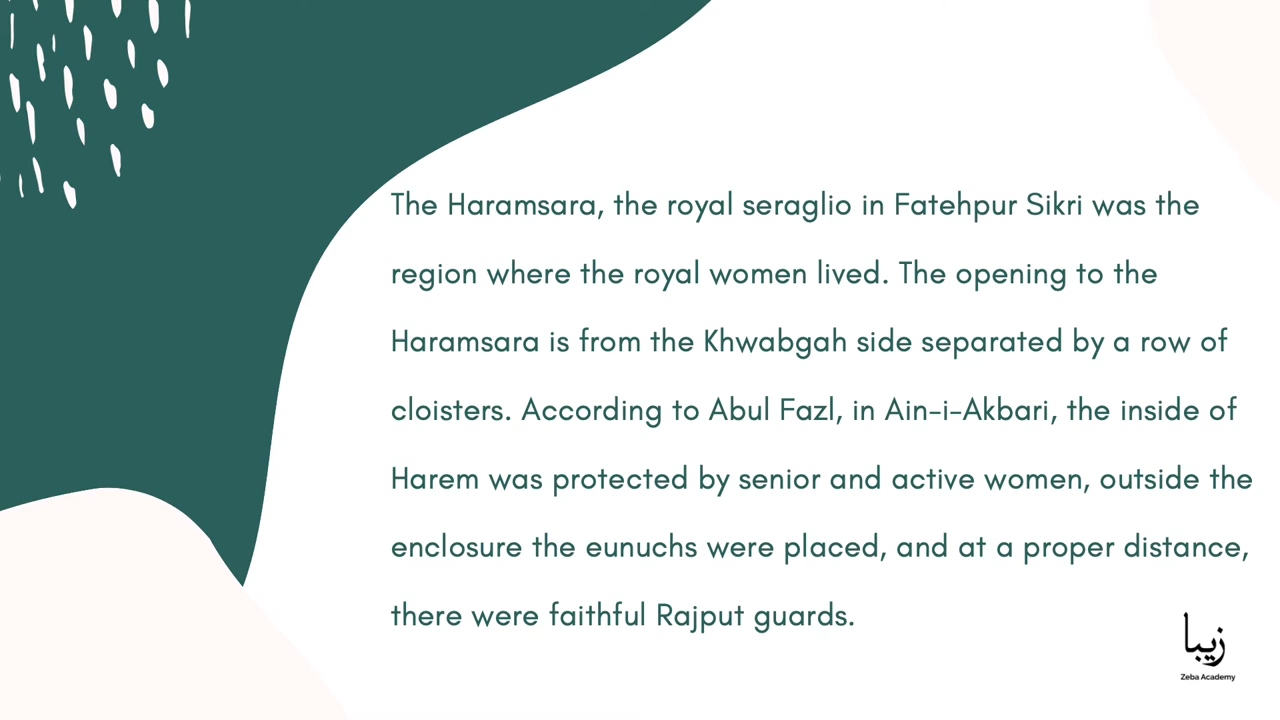 The Haramsara, the royal seraglio in Fatehpur Sikri was the
region where the royal women lived. The opening to the
Haramsara is from the Khwabgah side separated by a row of
cloisters. According to Abul Fazl, in Ain-i-Akbari, the inside of
Harem was protected by senior and active women, outside the
enclosure the eunuchs were placed, and at a proper distance,
there were faithful Rajput guards.
زیبا
Zeba Academy